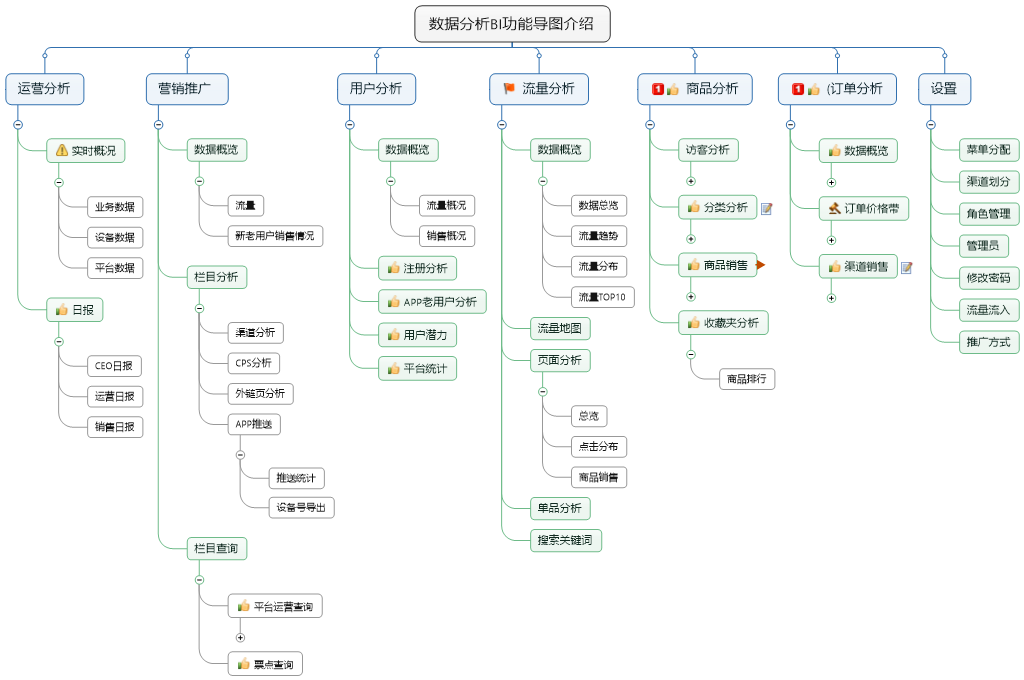 数据分析BI功能导图介绍
运营分析
实时概况
业务数据
设备数据
平台数据
日报
CEO日报
运营日报
销售日报
营销推广
数据概览
流量
新老用户销售情况
栏目分析
渠道分析
CPS分析
外链页分析
APP推送
推送统计
设备号导出
栏目查询
平台运营查询
票点查询
用户分析
数据概览
流量概况
销售概况
注册分析
APP老用户分析
用户潜力
平台统计
流量分析
数据概览
数据总览
流量趋势
流量分布
流量TOP10
流量地图
页面分析
总览
点击分布
商品销售
单品分析
搜索关键词
1 商品分析
访客分析
分类分析
商品销售
收藏夹分析
商品排行
1 (订单分析
数据概览
订单价格带
渠道销售
设置
菜单分配
渠道划分
角色管理
管理员
修改密码
流量流入
推广方式